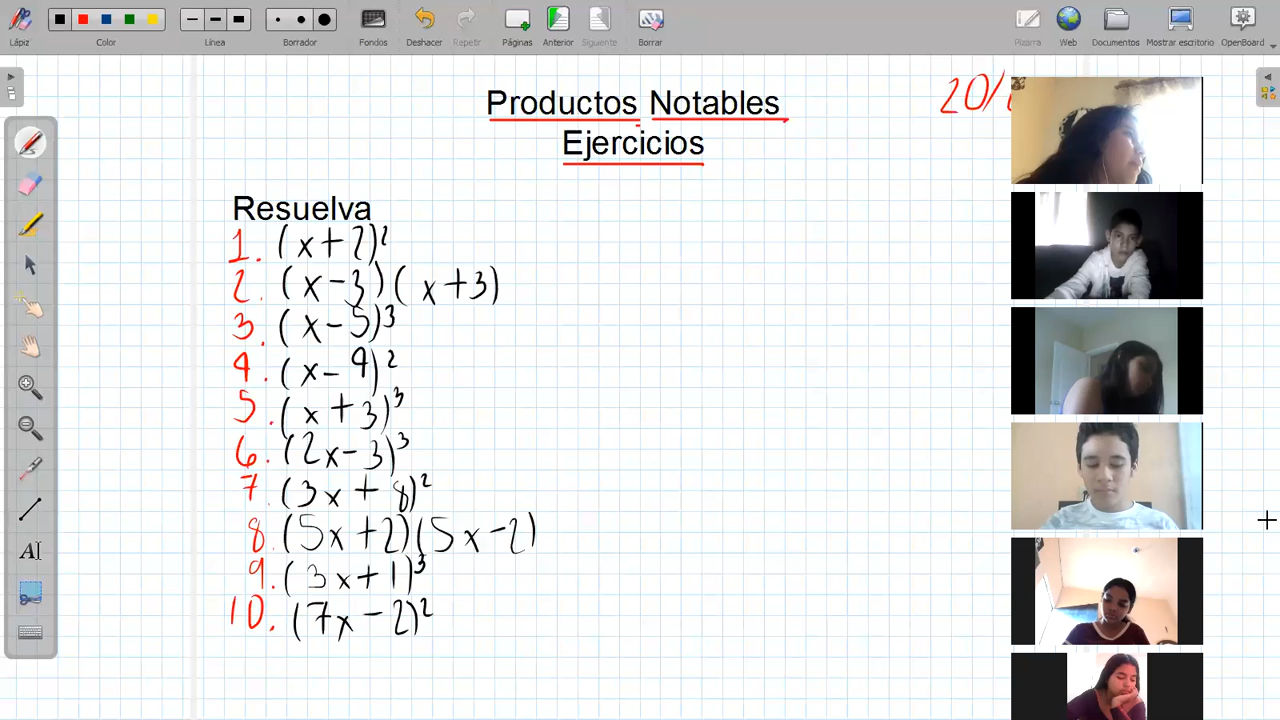 Lápiz Color Línea Borrador Fondos Deshacer Repetir Páginas Anterior Siguiente Borrar Pizarra Web Documentos Mostrar escritorio OpenBoard
Productos Notables
20/
Ejercicios
Resuelva
1. (x+2)²
2. (x-3)(x+3)
3. (x-5)³
4. (x-9)²
5. (x+3)³
6. (2x-3)³
7. (3x+8)²
8. (5x+2)(5x-2)
9. (3x+1)³
10. (7x-2)²